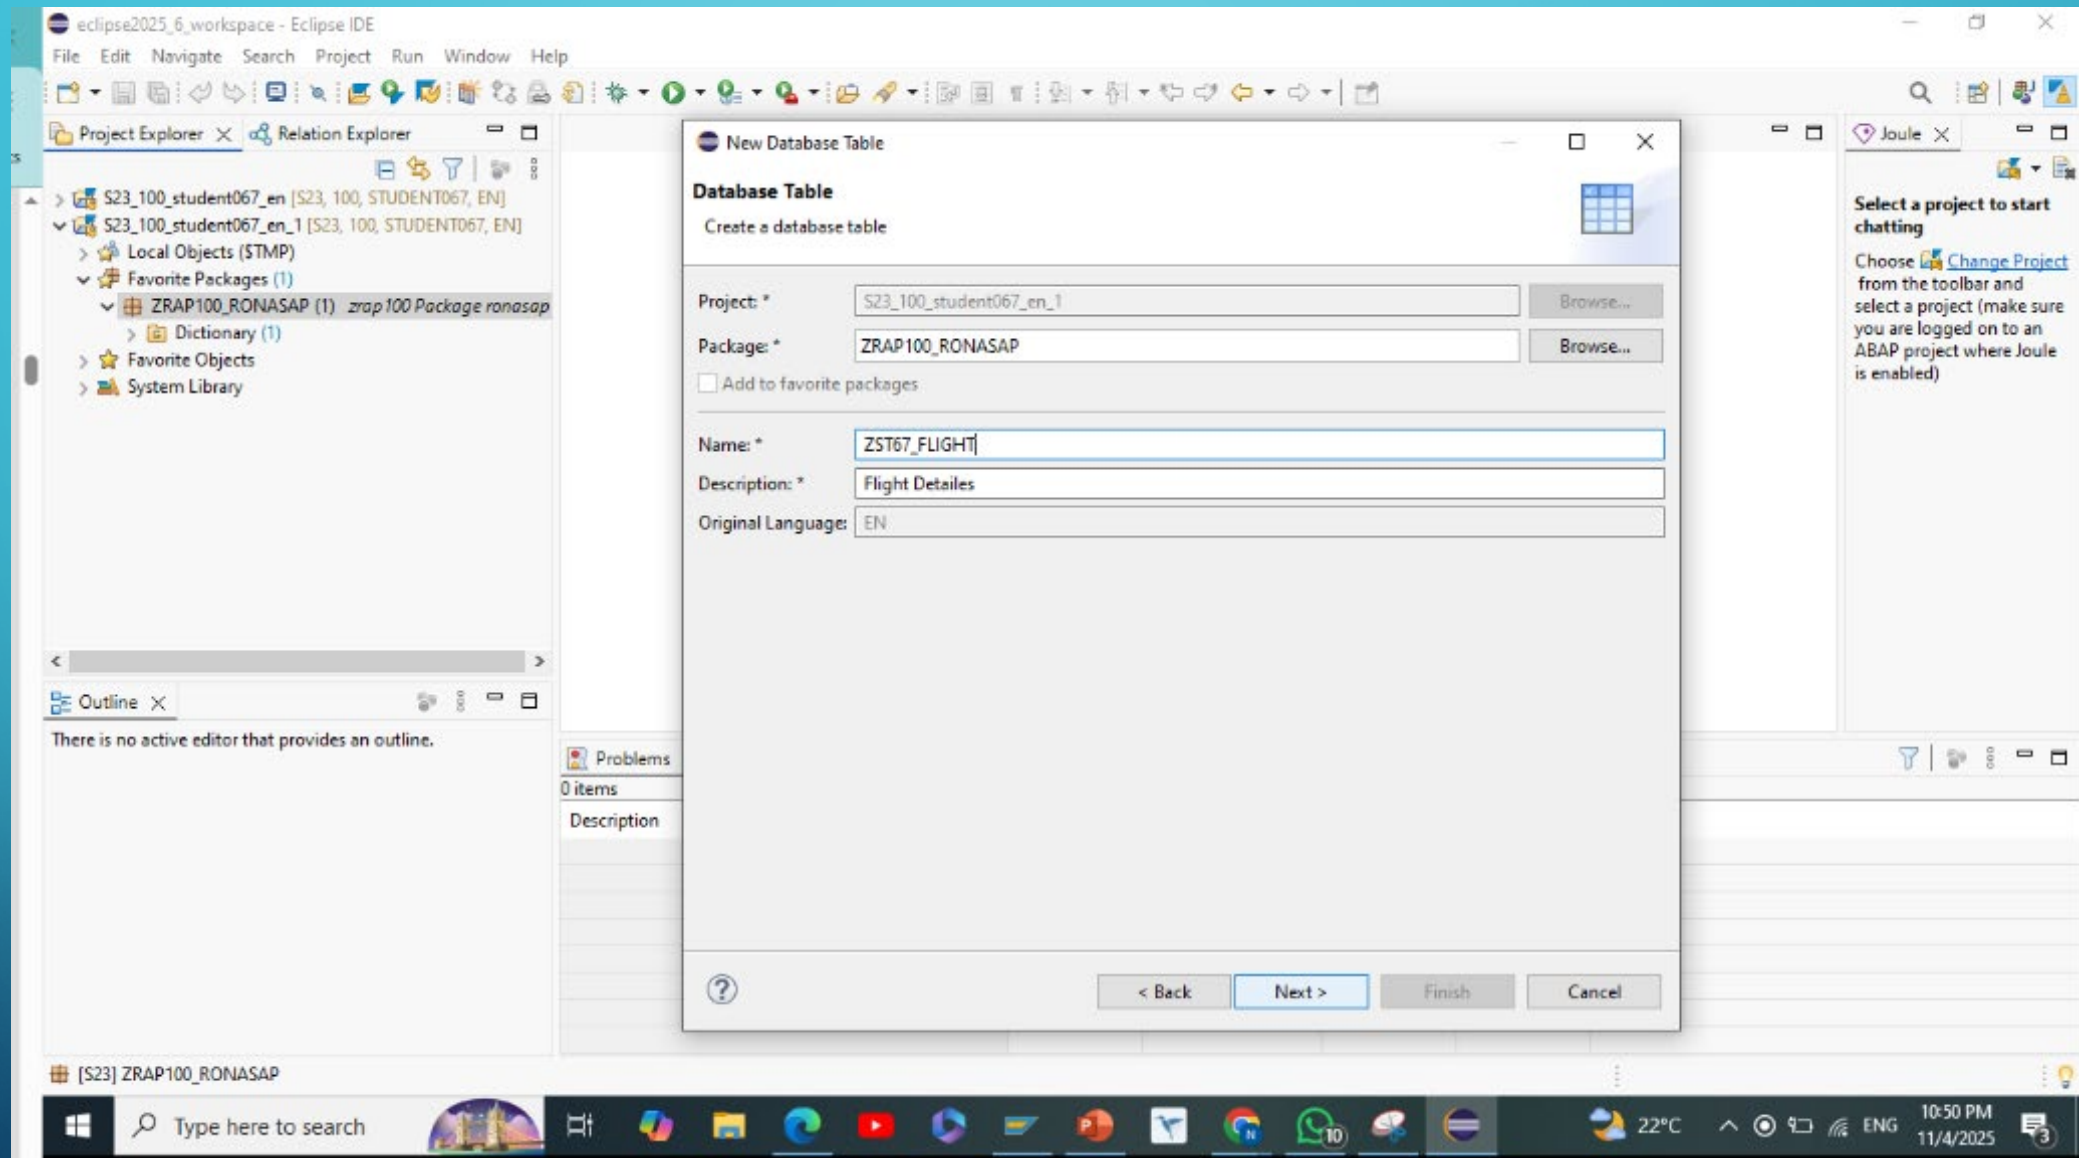 eclipse2025_6_workspace - Eclipse IDE
File Edit Navigate Search Project Run Window Help
Project Explorer
Relation Explorer
S23_100_student067_en [S23, 100, STUDENT067, EN]
S23_100_student067_en_1 [S23, 100, STUDENT067, EN]
Local Objects ($TMP)
Favorite Packages (1)
ZRAP100_RONASAP (1) zrap100 Package ronasap
Dictionary (1)
Favorite Objects
System Library
Outline
There is no active editor that provides an outline.
Problems
0 items
Description
New Database Table
Database Table
Create a database table
Project: * S23_100_student067_en_1 Browse...
Package: * ZRAP100_RONASAP Browse...
Add to favorite packages
Name: * ZST67_FLIGHT
Description: * Flight Detailes
Original Language: EN
< Back Next > Finish Cancel
Joule
Select a project to start
chatting
Choose Change Project
from the toolbar and
select a project (make sure
you are logged on to an
ABAP project where Joule
is enabled)
[S23] ZRAP100_RONASAP
Type here to search
10
22°C
ENG
10:50 PM
11/4/2025
3